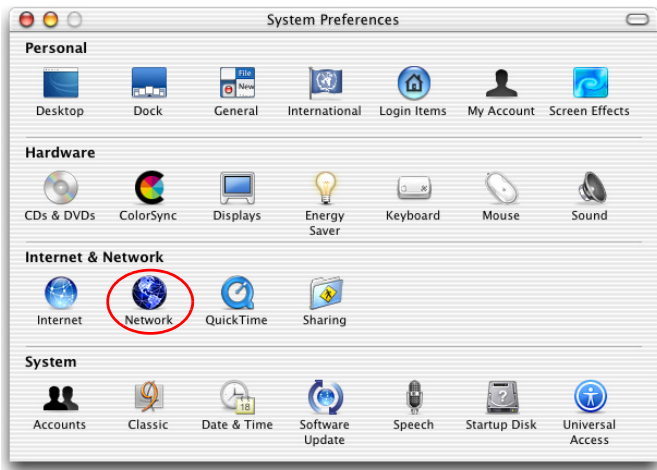 System Preferences
Personal
File
New
Desktop Dock General International Login Items My Account Screen Effects
Hardware
CDs & DVDs ColorSync Displays Energy Saver Keyboard Mouse Sound
Internet & Network
Internet Network QuickTime Sharing
System
9
18
?
Accounts Classic Date & Time Software Update Speech Startup Disk Universal Access